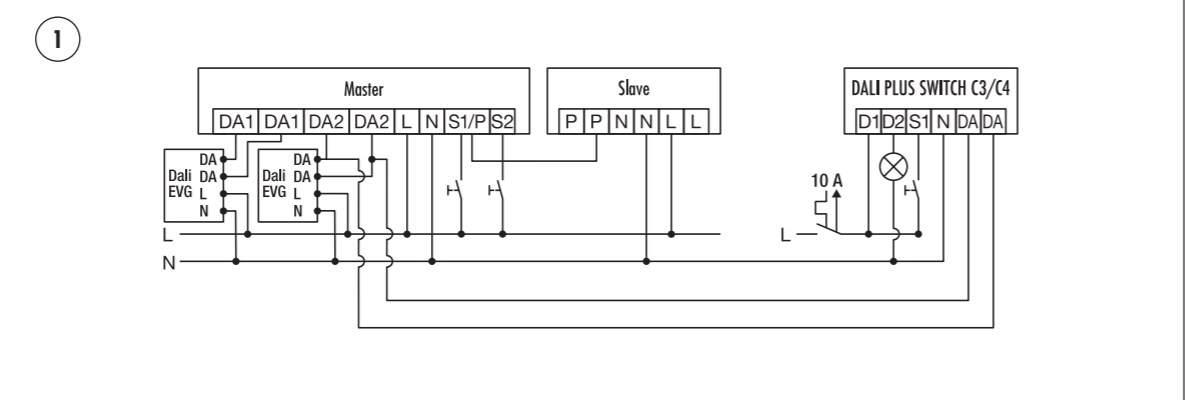 1
Master
Slave
DALI PLUS SWITCH C3/C4
DA1 DA1 DA2 DA2 L N S1/P S2
P P N N L L
D1 D2 S1 N DA DA
Dali EVG
DA
DA
L
N
Dali EVG
DA
DA
L
N
10 A
L
L
N